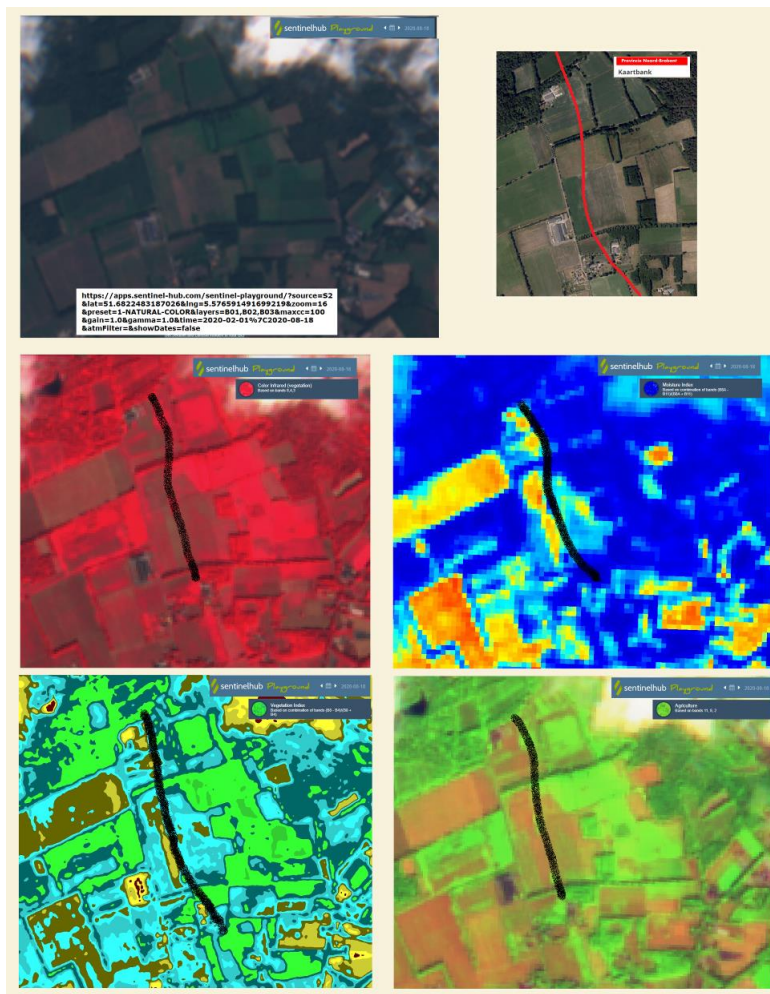 sentinelhub Playground
Provincie Noord-Brabant
Kaartbank
https://apps.sentinel-hub.com/sentinel-playground/?source=S2
&lat=51.6822483187026&lng=5.576591491699219&zoom=16
&preset=1-NATURAL-COLOR&layers=B01,B02,B03&maxcc=100
&gain=1.0&gamma=1.0&time=2020-02-01%7C2020-08-18
&atmFilter=&showDates=false
sentinelhub Playground
Color Infrared (vegetation)
sentinelhub Playground
Moisture Index
sentinelhub Playground
Vegetation Index
sentinelhub Playground
Agriculture